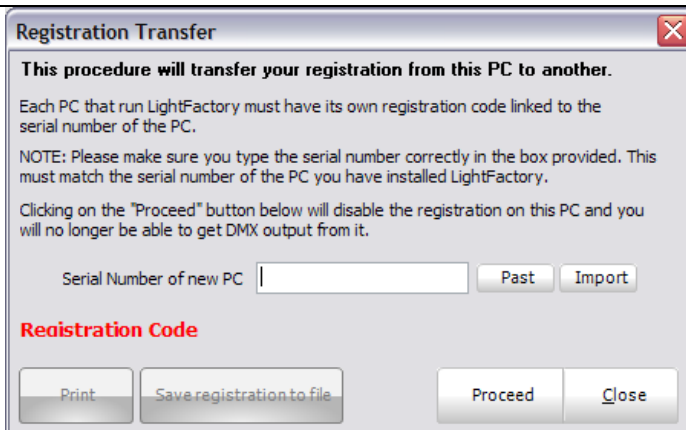 Registration Transfer
This procedure will transfer your registration from this PC to another.
Each PC that run LightFactory must have its own registration code linked to the
serial number of the PC.
NOTE: Please make sure you type the serial number correctly in the box provided. This
must match the serial number of the PC you have installed LightFactory.
Clicking on the "Proceed" button below will disable the registration on this PC and you
will no longer be able to get DMX output from it.
Serial Number of new PC Past Import
Registration Code
Print Save registration to file Proceed Close